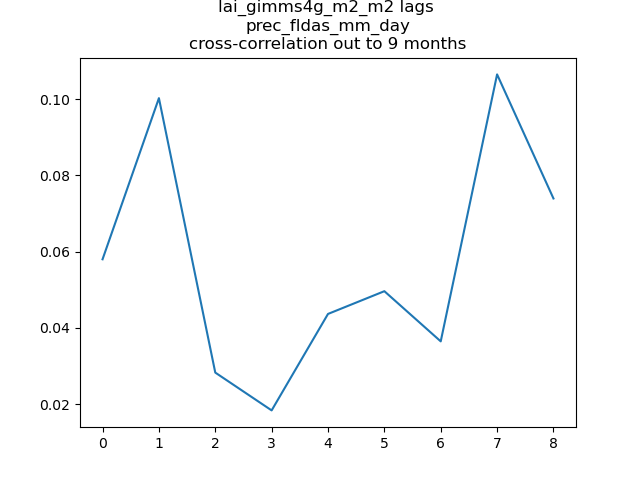 lai_gimms4g_m2_m2 lags
prec_fldas_mm_day
cross-correlation out to 9 months
0.10
0.08
0.06
0.04
0.02
0 1 2 3 4 5 6 7 8